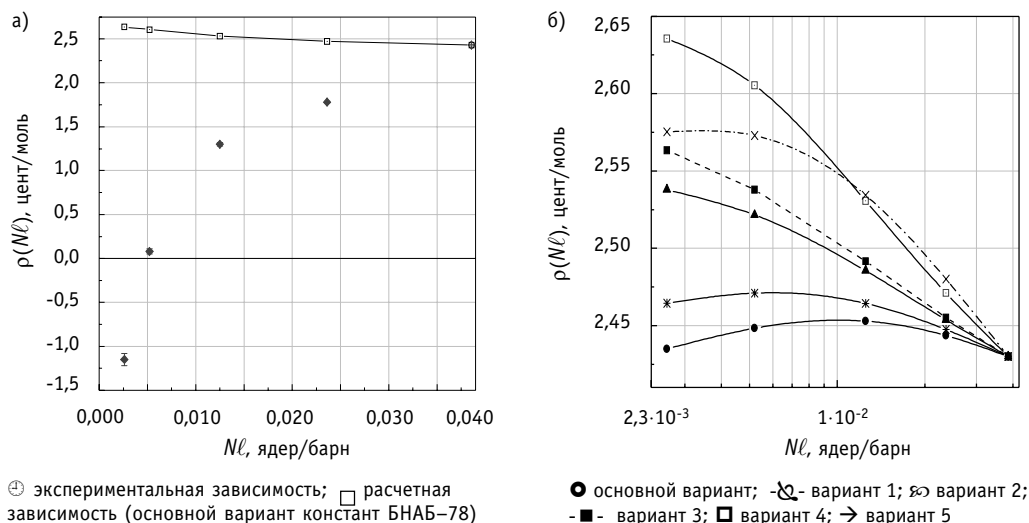 а)
2,5
1,5
1,0
0,5
0,0
-0,5
-1,0
-1,5
ρ(Nℓ), цент/моль
0,000
0,010
0,020
0,030
0,040
Nℓ, ядер/барн
экспериментальная зависимость; □ расчетная
зависимость (основной вариант констант БНАБ–78)
б)
2,65
2,60
2,55
2,50
2,45
ρ(Nℓ), цент/моль
2,3·10⁻³
1·10⁻²
Nℓ, ядер/барн
основной вариант; - - вариант 1; вариант 2;
- ■ - вариант 3; □ вариант 4; → вариант 5